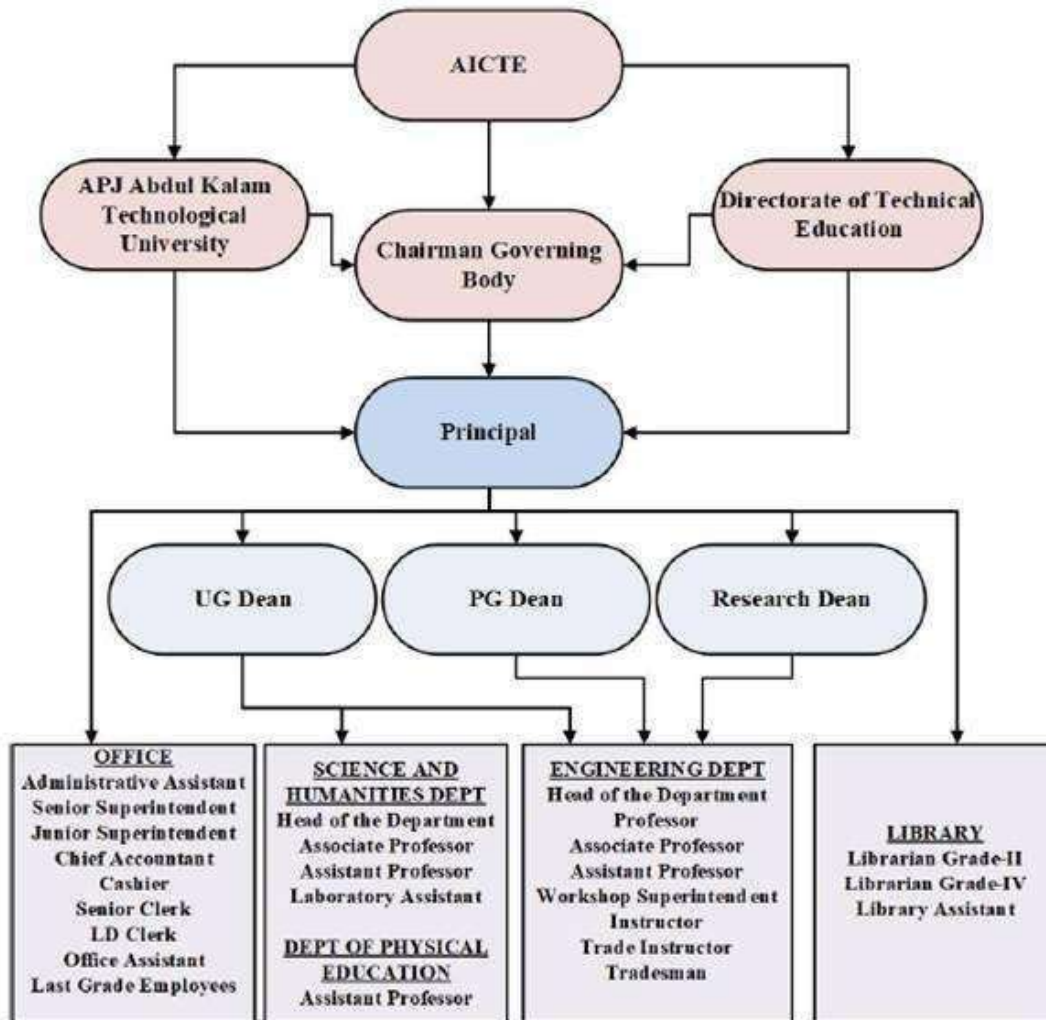 AICTE
APJ Abdul Kalam
Technological
University
Directorate of Technical
Education
Chairman Governing
Body
Principal
UG Dean
PG Dean
Research Dean
OFFICE
Administrative Assistant
Senior Superintendent
Junior Superintendent
Chief Accountant
Cashier
Senior Clerk
LD Clerk
Office Assistant
Last Grade Employees
SCIENCE AND
HUMANITIES DEPT
Head of the Department
Associate Professor
Assistant Professor
Laboratory Assistant
DEPT OF PHYSICAL
EDUCATION
Assistant Professor
ENGINEERING DEPT
Head of the Department
Professor
Associate Professor
Assistant Professor
Workshop Superintendent
Instructor
Trade Instructor
Tradesman
LIBRARY
Librarian Grade-II
Librarian Grade-IV
Library Assistant